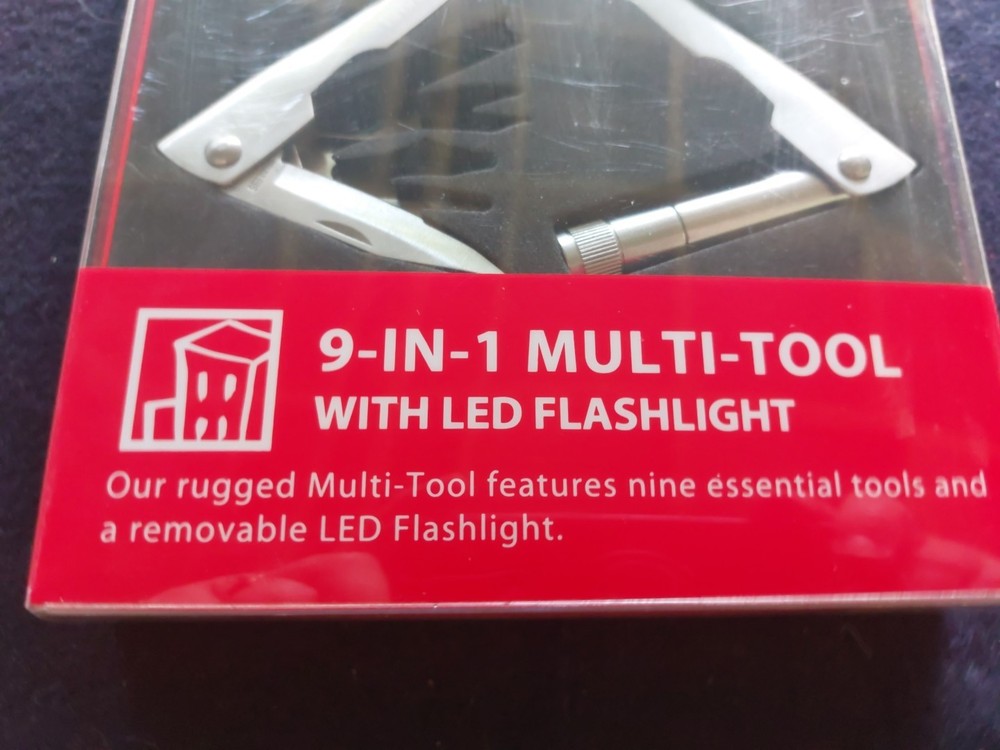 9-IN-1 MULTI-TOOL
WITH LED FLASHLIGHT
Our rugged Multi-Tool features nine essential tools and
a removable LED Flashlight.